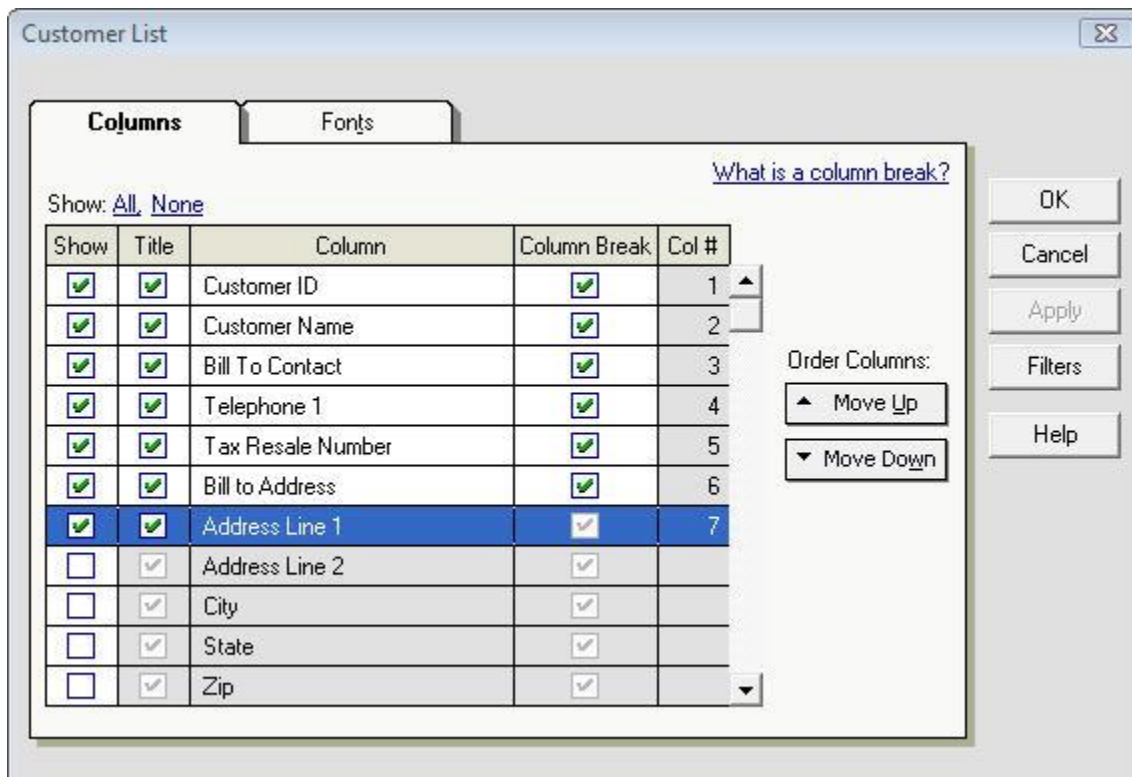 Customer List
Columns
Fonts
What is a column break?
Show: All, None
Show Title Column Column Break Col #
Customer ID 1
Customer Name 2
Bill To Contact 3
Telephone 1 4
Tax Resale Number 5
Bill to Address 6
Address Line 1 7
Address Line 2
City
State
Zip
Order Columns:
Move Up
Move Down
OK
Cancel
Apply
Filters
Help